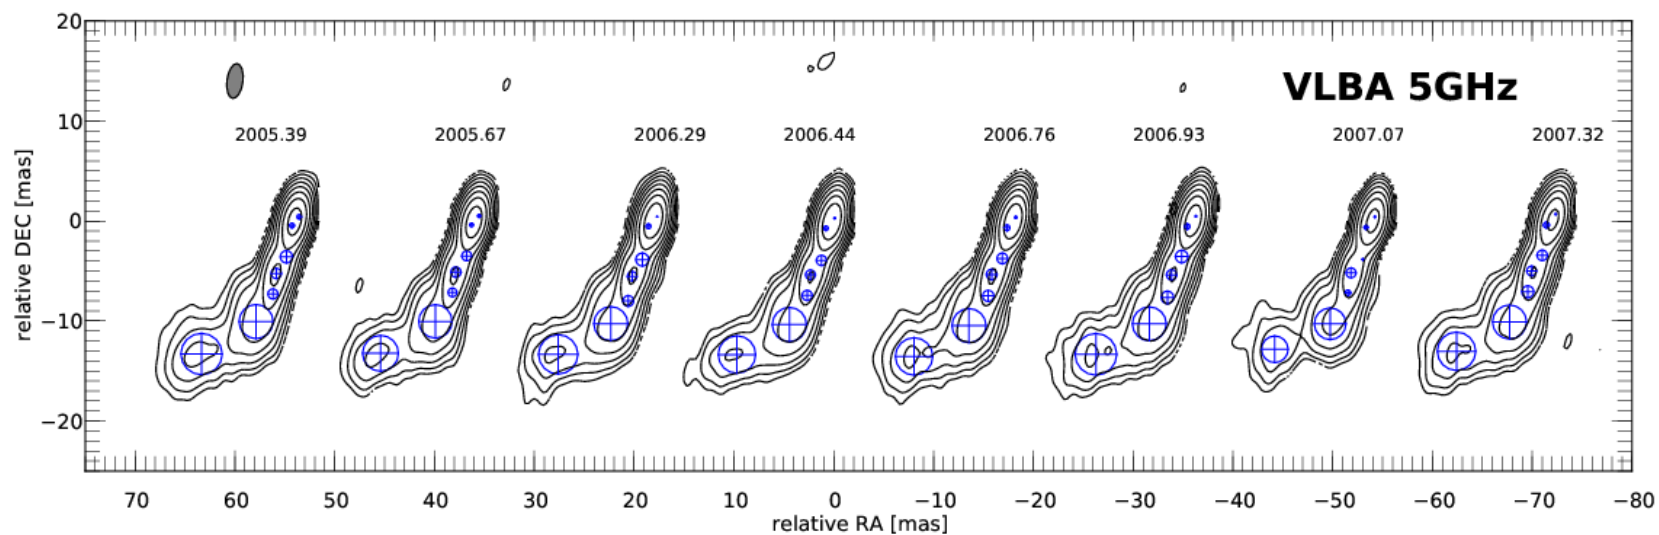 20
VLBA 5GHz
10
2005.39 2005.67 2006.29 2006.44 2006.76 2006.93 2007.07 2007.32
relative DEC [mas]
0
−10
−20
70 60 50 40 30 20 10 0 −10 −20 −30 −40 −50 −60 −70 −80
relative RA [mas]